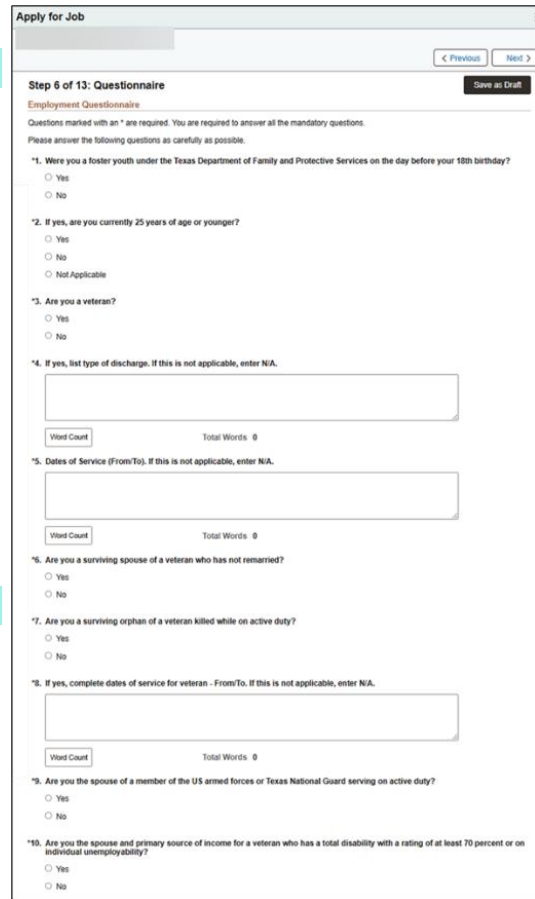 Apply for Job
< Previous
Next >
Step 6 of 13: Questionnaire
Save as Draft
Employment Questionnaire
Questions marked with an * are required. You are required to answer all the mandatory questions.
Please answer the following questions as carefully as possible.
*1. Were you a foster youth under the Texas Department of Family and Protective Services on the day before your 18th birthday?
Yes
No
*2. If yes, are you currently 25 years of age or younger?
Yes
No
Not Applicable
*3. Are you a veteran?
Yes
No
*4. If yes, list type of discharge. If this is not applicable, enter N/A.
Word Count Total Words 0
*5. Dates of Service (From/To). If this is not applicable, enter N/A.
Word Count Total Words 0
*6. Are you a surviving spouse of a veteran who has not remarried?
Yes
No
*7. Are you a surviving orphan of a veteran killed while on active duty?
Yes
No
*8. If yes, complete dates of service for veteran - From/To. If this is not applicable, enter N/A.
Word Count Total Words 0
*9. Are you the spouse of a member of the US armed forces or Texas National Guard serving on active duty?
Yes
No
*10. Are you the spouse and primary source of income for a veteran who has a total disability with a rating of at least 70 percent or on
individual unemployability?
Yes
No